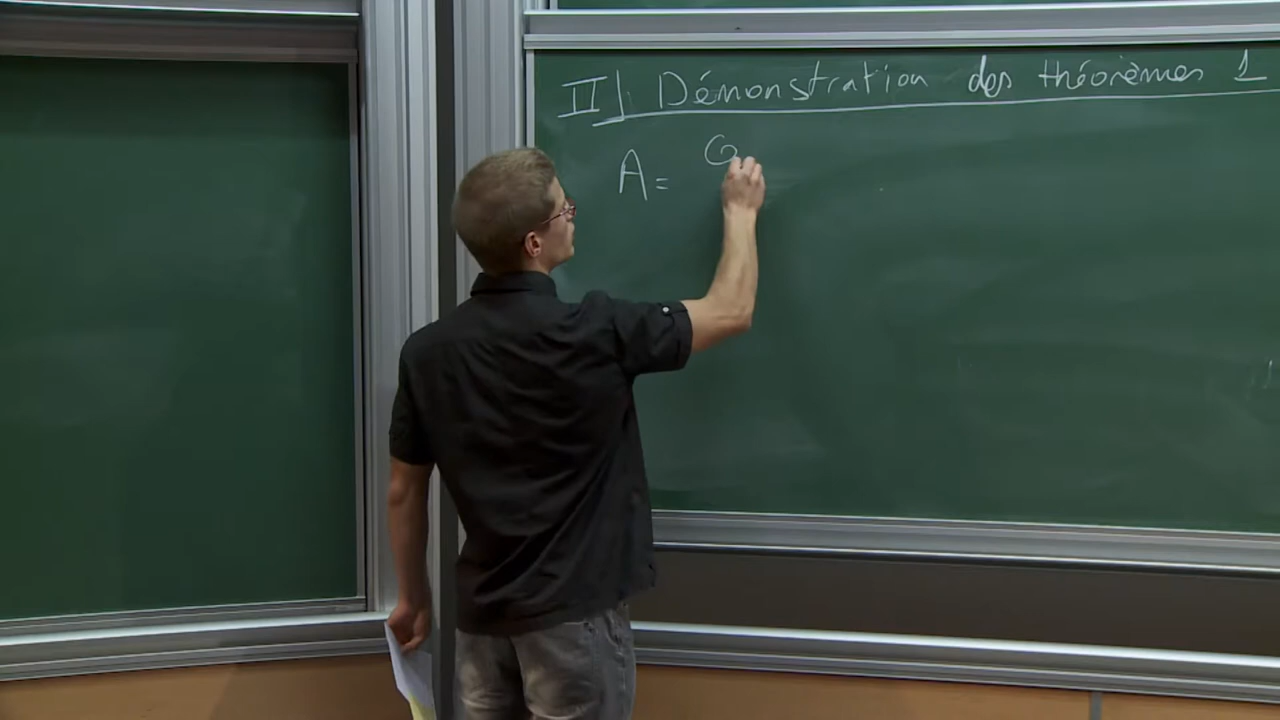 II] Démonstration des théorèmes 1
A = G